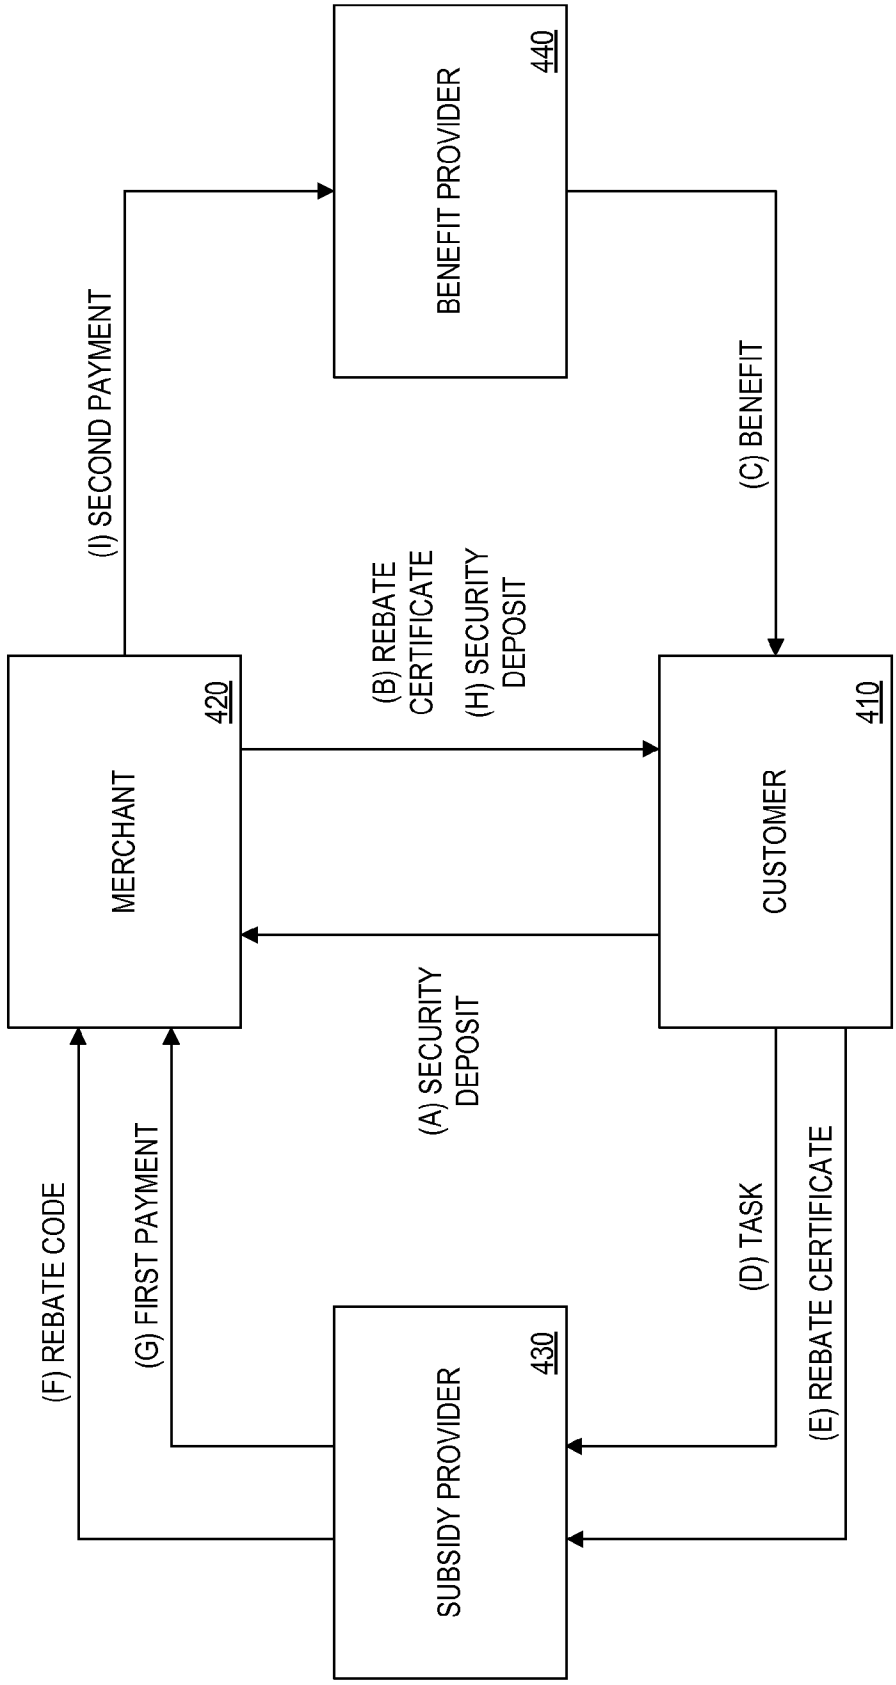 MERCHANT
420
(F) REBATE CODE
(G) FIRST PAYMENT
(I) SECOND PAYMENT
SUBSIDY PROVIDER
430
(A) SECURITY
DEPOSIT
(B) REBATE
CERTIFICATE
(H) SECURITY
DEPOSIT
BENEFIT PROVIDER
440
(D) TASK
(E) REBATE CERTIFICATE
CUSTOMER
410
(C) BENEFIT